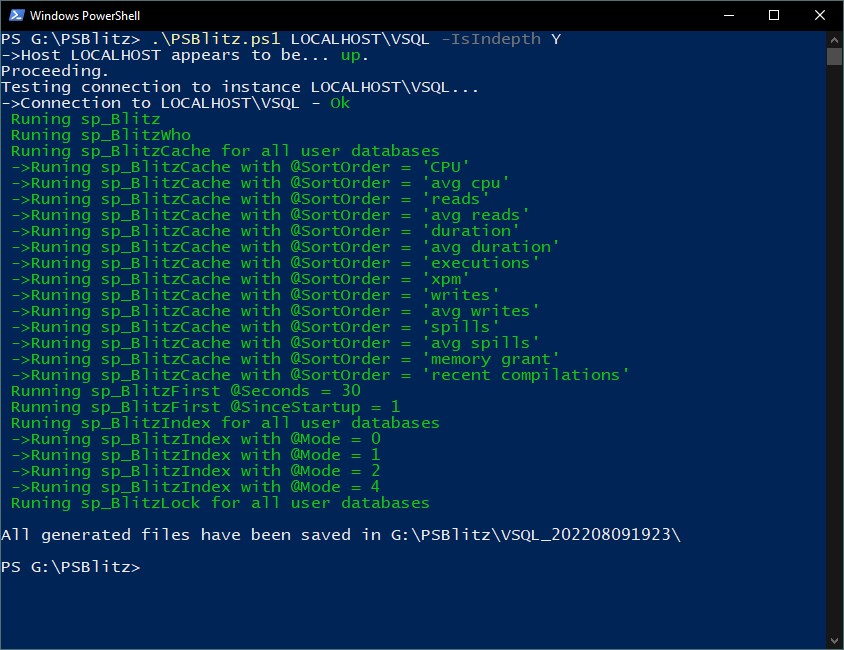 Windows PowerShell
PS G:\PSBlitz> .\PSBlitz.ps1 LOCALHOST\VSQL -IsIndepth Y
->Host LOCALHOST appears to be... up.
Proceeding.
Testing connection to instance LOCALHOST\VSQL...
->Connection to LOCALHOST\VSQL - Ok
Runing sp_Blitz
Runing sp_BlitzWho
Runing sp_BlitzCache for all user databases
->Runing sp_BlitzCache with @SortOrder = 'CPU'
->Runing sp_BlitzCache with @SortOrder = 'avg cpu'
->Runing sp_BlitzCache with @SortOrder = 'reads'
->Runing sp_BlitzCache with @SortOrder = 'avg reads'
->Runing sp_BlitzCache with @SortOrder = 'duration'
->Runing sp_BlitzCache with @SortOrder = 'avg duration'
->Runing sp_BlitzCache with @SortOrder = 'executions'
->Runing sp_BlitzCache with @SortOrder = 'xpm'
->Runing sp_BlitzCache with @SortOrder = 'writes'
->Runing sp_BlitzCache with @SortOrder = 'avg writes'
->Runing sp_BlitzCache with @SortOrder = 'spills'
->Runing sp_BlitzCache with @SortOrder = 'avg spills'
->Runing sp_BlitzCache with @SortOrder = 'memory grant'
->Runing sp_BlitzCache with @SortOrder = 'recent compilations'
Running sp_BlitzFirst @Seconds = 30
Running sp_BlitzFirst @SinceStartup = 1
Runing sp_BlitzIndex for all user databases
->Runing sp_BlitzIndex with @Mode = 0
->Runing sp_BlitzIndex with @Mode = 1
->Runing sp_BlitzIndex with @Mode = 2
->Runing sp_BlitzIndex with @Mode = 4
Runing sp_BlitzLock for all user databases
All generated files have been saved in G:\PSBlitz\VSQL_202208091923\
PS G:\PSBlitz>